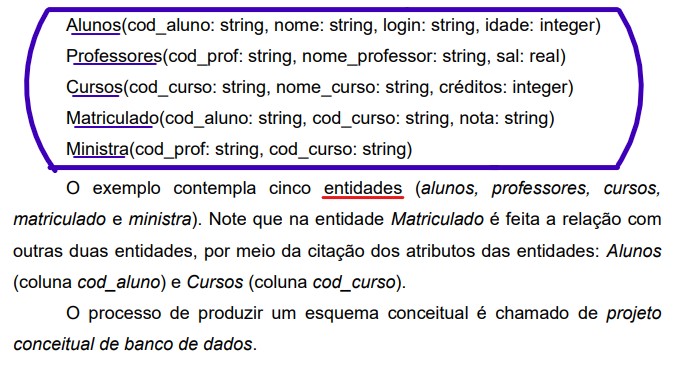 Alunos(cod_aluno: string, nome: string, login: string, idade: integer)
Professores(cod_prof: string, nome_professor: string, sal: real)
Cursos(cod_curso: string, nome_curso: string, créditos: integer)
Matriculado(cod_aluno: string, cod_curso: string, nota: string)
Ministra(cod_prof: string, cod_curso: string)
O exemplo contempla cinco entidades (alunos, professores, cursos,
matriculado e ministra). Note que na entidade Matriculado é feita a relação com
outras duas entidades, por meio da citação dos atributos das entidades: Alunos
(coluna cod_aluno) e Cursos (coluna cod_curso).
O processo de produzir um esquema conceitual é chamado de projeto
conceitual de banco de dados.